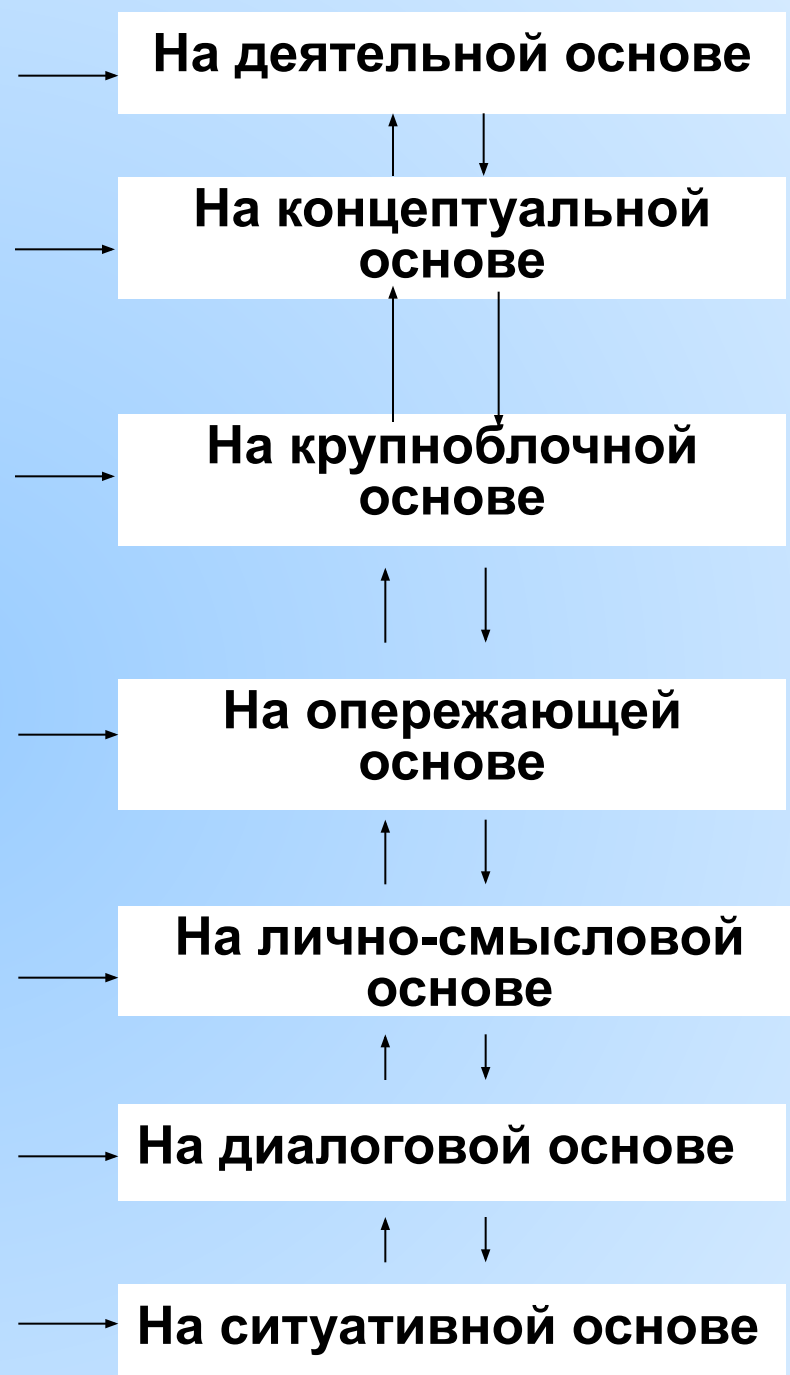 На деятельной основе
На концептуальной
основе
На крупноблочной
основе
На опережающей
основе
На лично-смысловой
основе
На диалоговой основе
На ситуативной основе